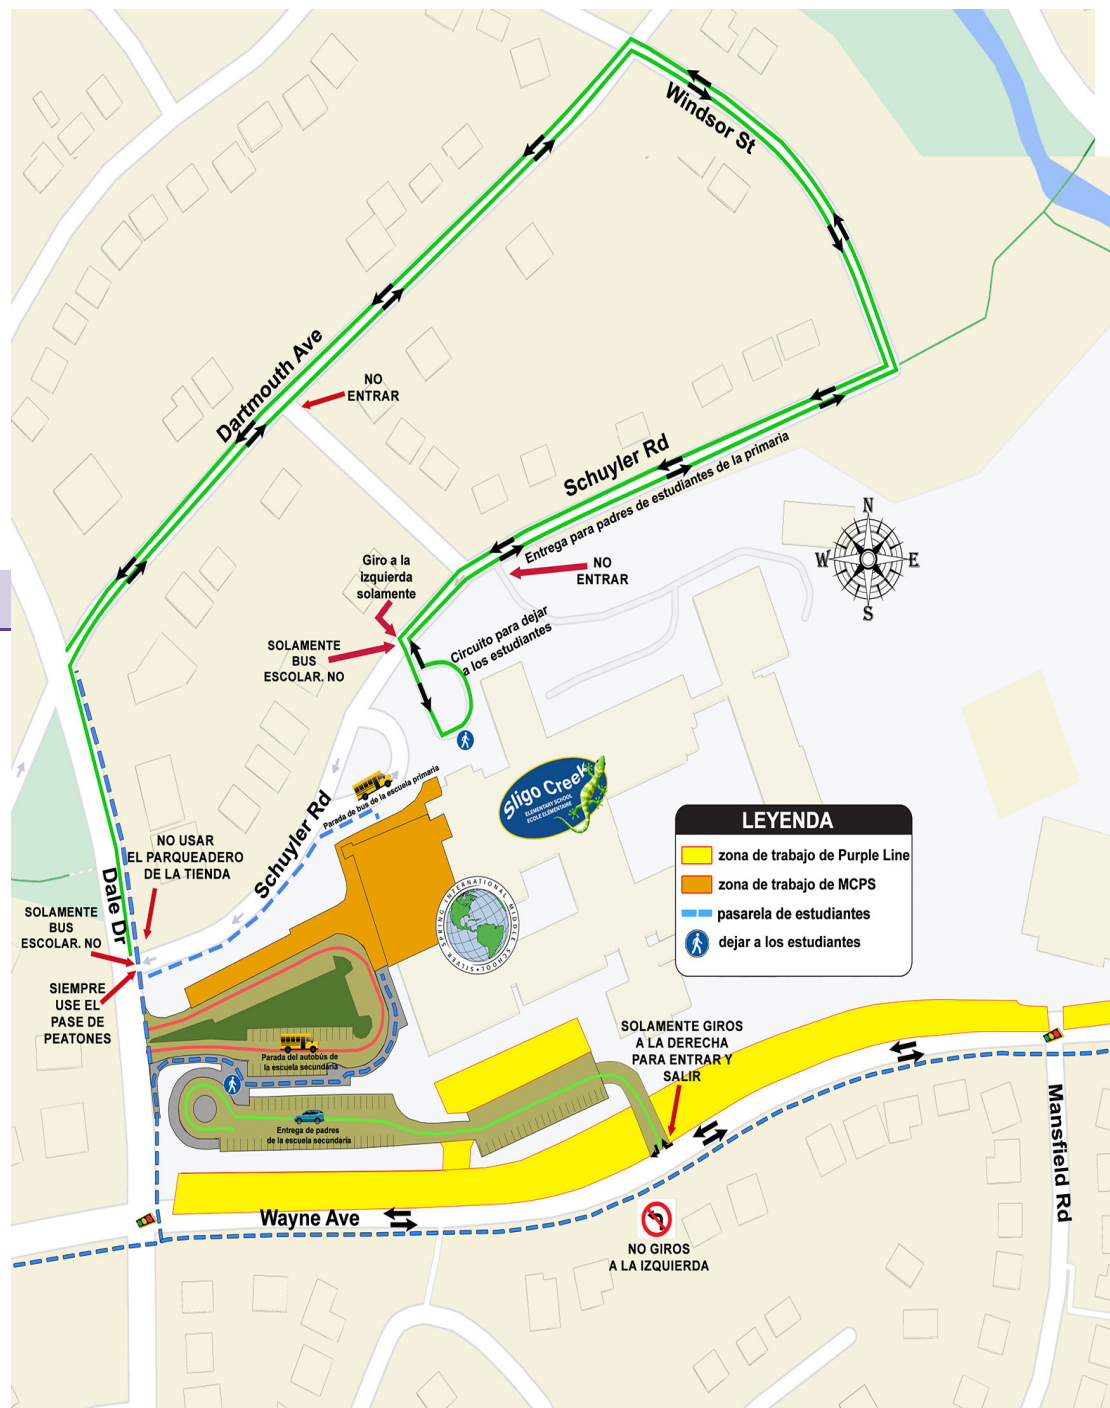 Windsor St
Dartmouth Ave
NO
ENTRAR
Schuyler Rd
Entrega para padres de estudiantes de la primaria
N
W
E
S
Giro a la
izquierda
solamente
NO
ENTRAR
Circuito para dejar
a los estudiantes
SOLAMENTE
BUS
ESCOLAR. NO
Parada de bus de la escuela primaria
Sligo Creek
ELEMENTARY SCHOOL
ECOLE ELÉMENTAIRE
Schuyler Rd
NO USAR
EL PARQUEADERO
DE LA TIENDA
Dale Dr
SOLAMENTE
BUS
ESCOLAR. NO
SIEMPRE
USE EL
PASE DE
PEATONES
SILVER SPRING INTERNATIONAL MIDDLE SCHOOL
LEYENDA
zona de trabajo de Purple Line
zona de trabajo de MCPS
pasarela de estudiantes
dejar a los estudiantes
SOLAMENTE GIROS
A LA DERECHA
PARA ENTRAR Y
SALIR
Parada del autobús de
la escuela secundaria
Entrega de padres
de la escuela secundaria
Mansfield Rd
Wayne Ave
NO GIROS
A LA IZQUIERDA